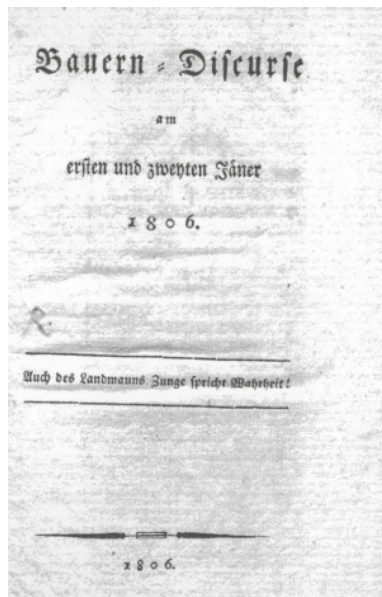 Bauern-Discurse
am
ersten und zweyten Jäner
1806.
R.
Auch des Landmanns Zunge spricht Wahrheit!
1806.